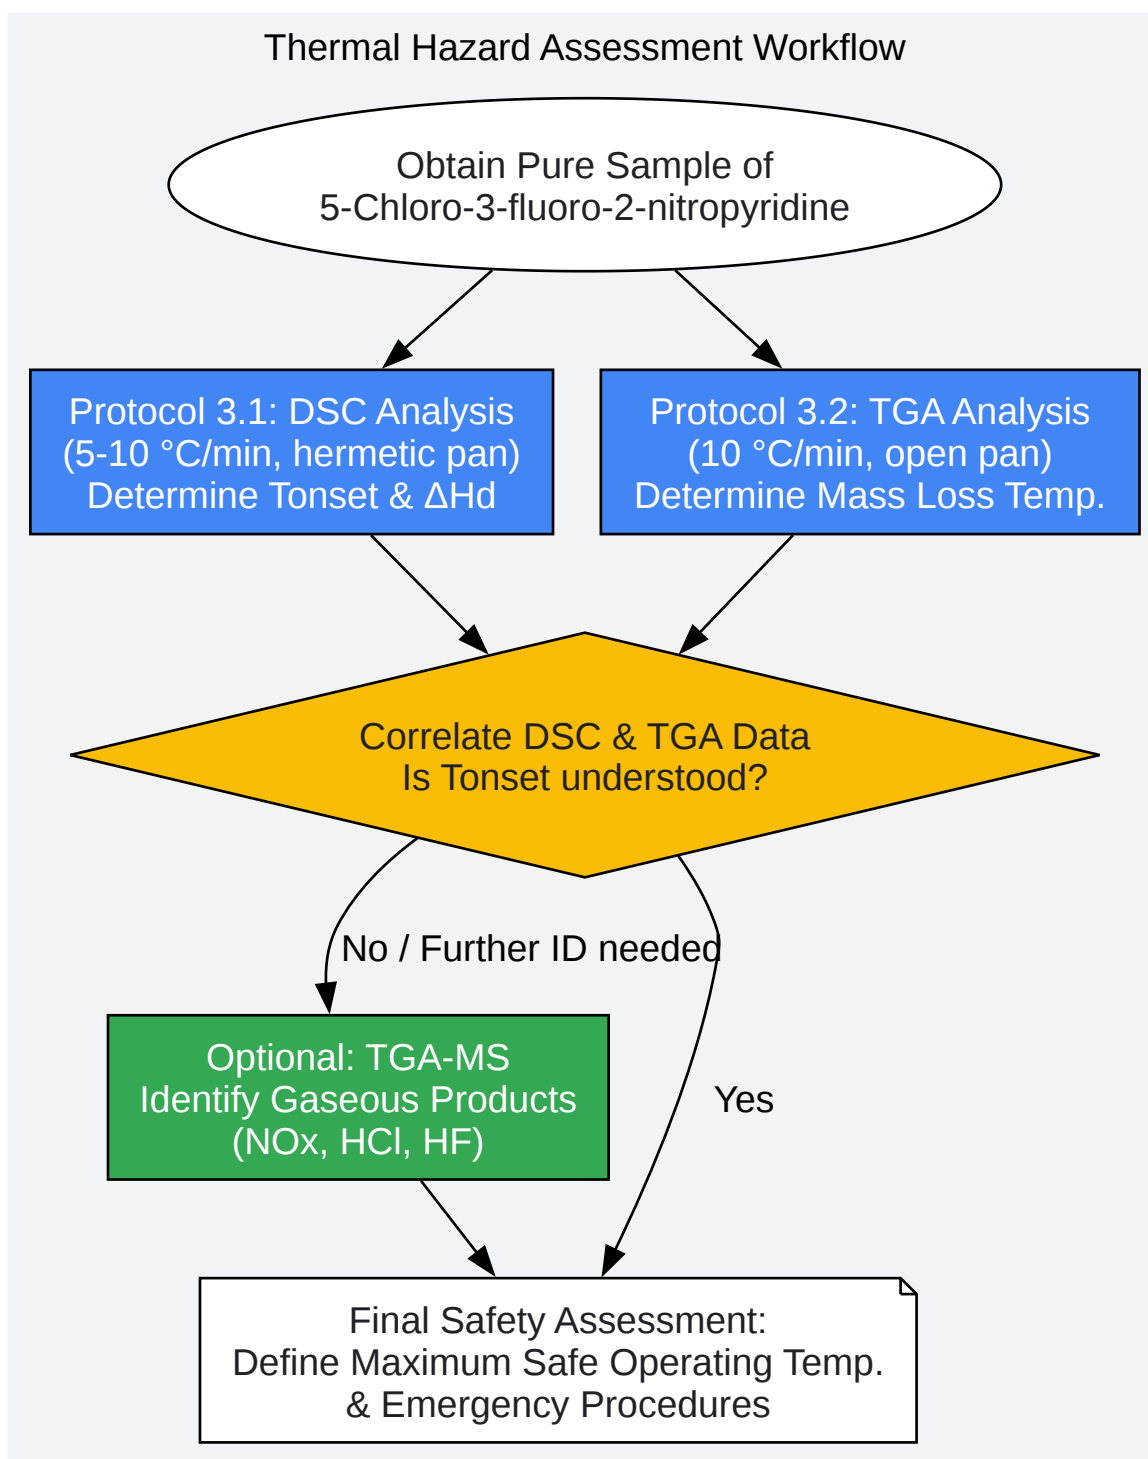 Thermal Hazard Assessment Workflow
Obtain Pure Sample of
5-Chloro-3-fluoro-2-nitropyridine
Protocol 3.1: DSC Analysis
(5-10 °C/min, hermetic pan)
Determine Tonset & ΔHd
Protocol 3.2: TGA Analysis
(10 °C/min, open pan)
Determine Mass Loss Temp.
Correlate DSC & TGA Data
Is Tonset understood?
No / Further ID needed
Optional: TGA-MS
Identify Gaseous Products
(NOx, HCl, HF)
Yes
Final Safety Assessment:
Define Maximum Safe Operating Temp.
& Emergency Procedures